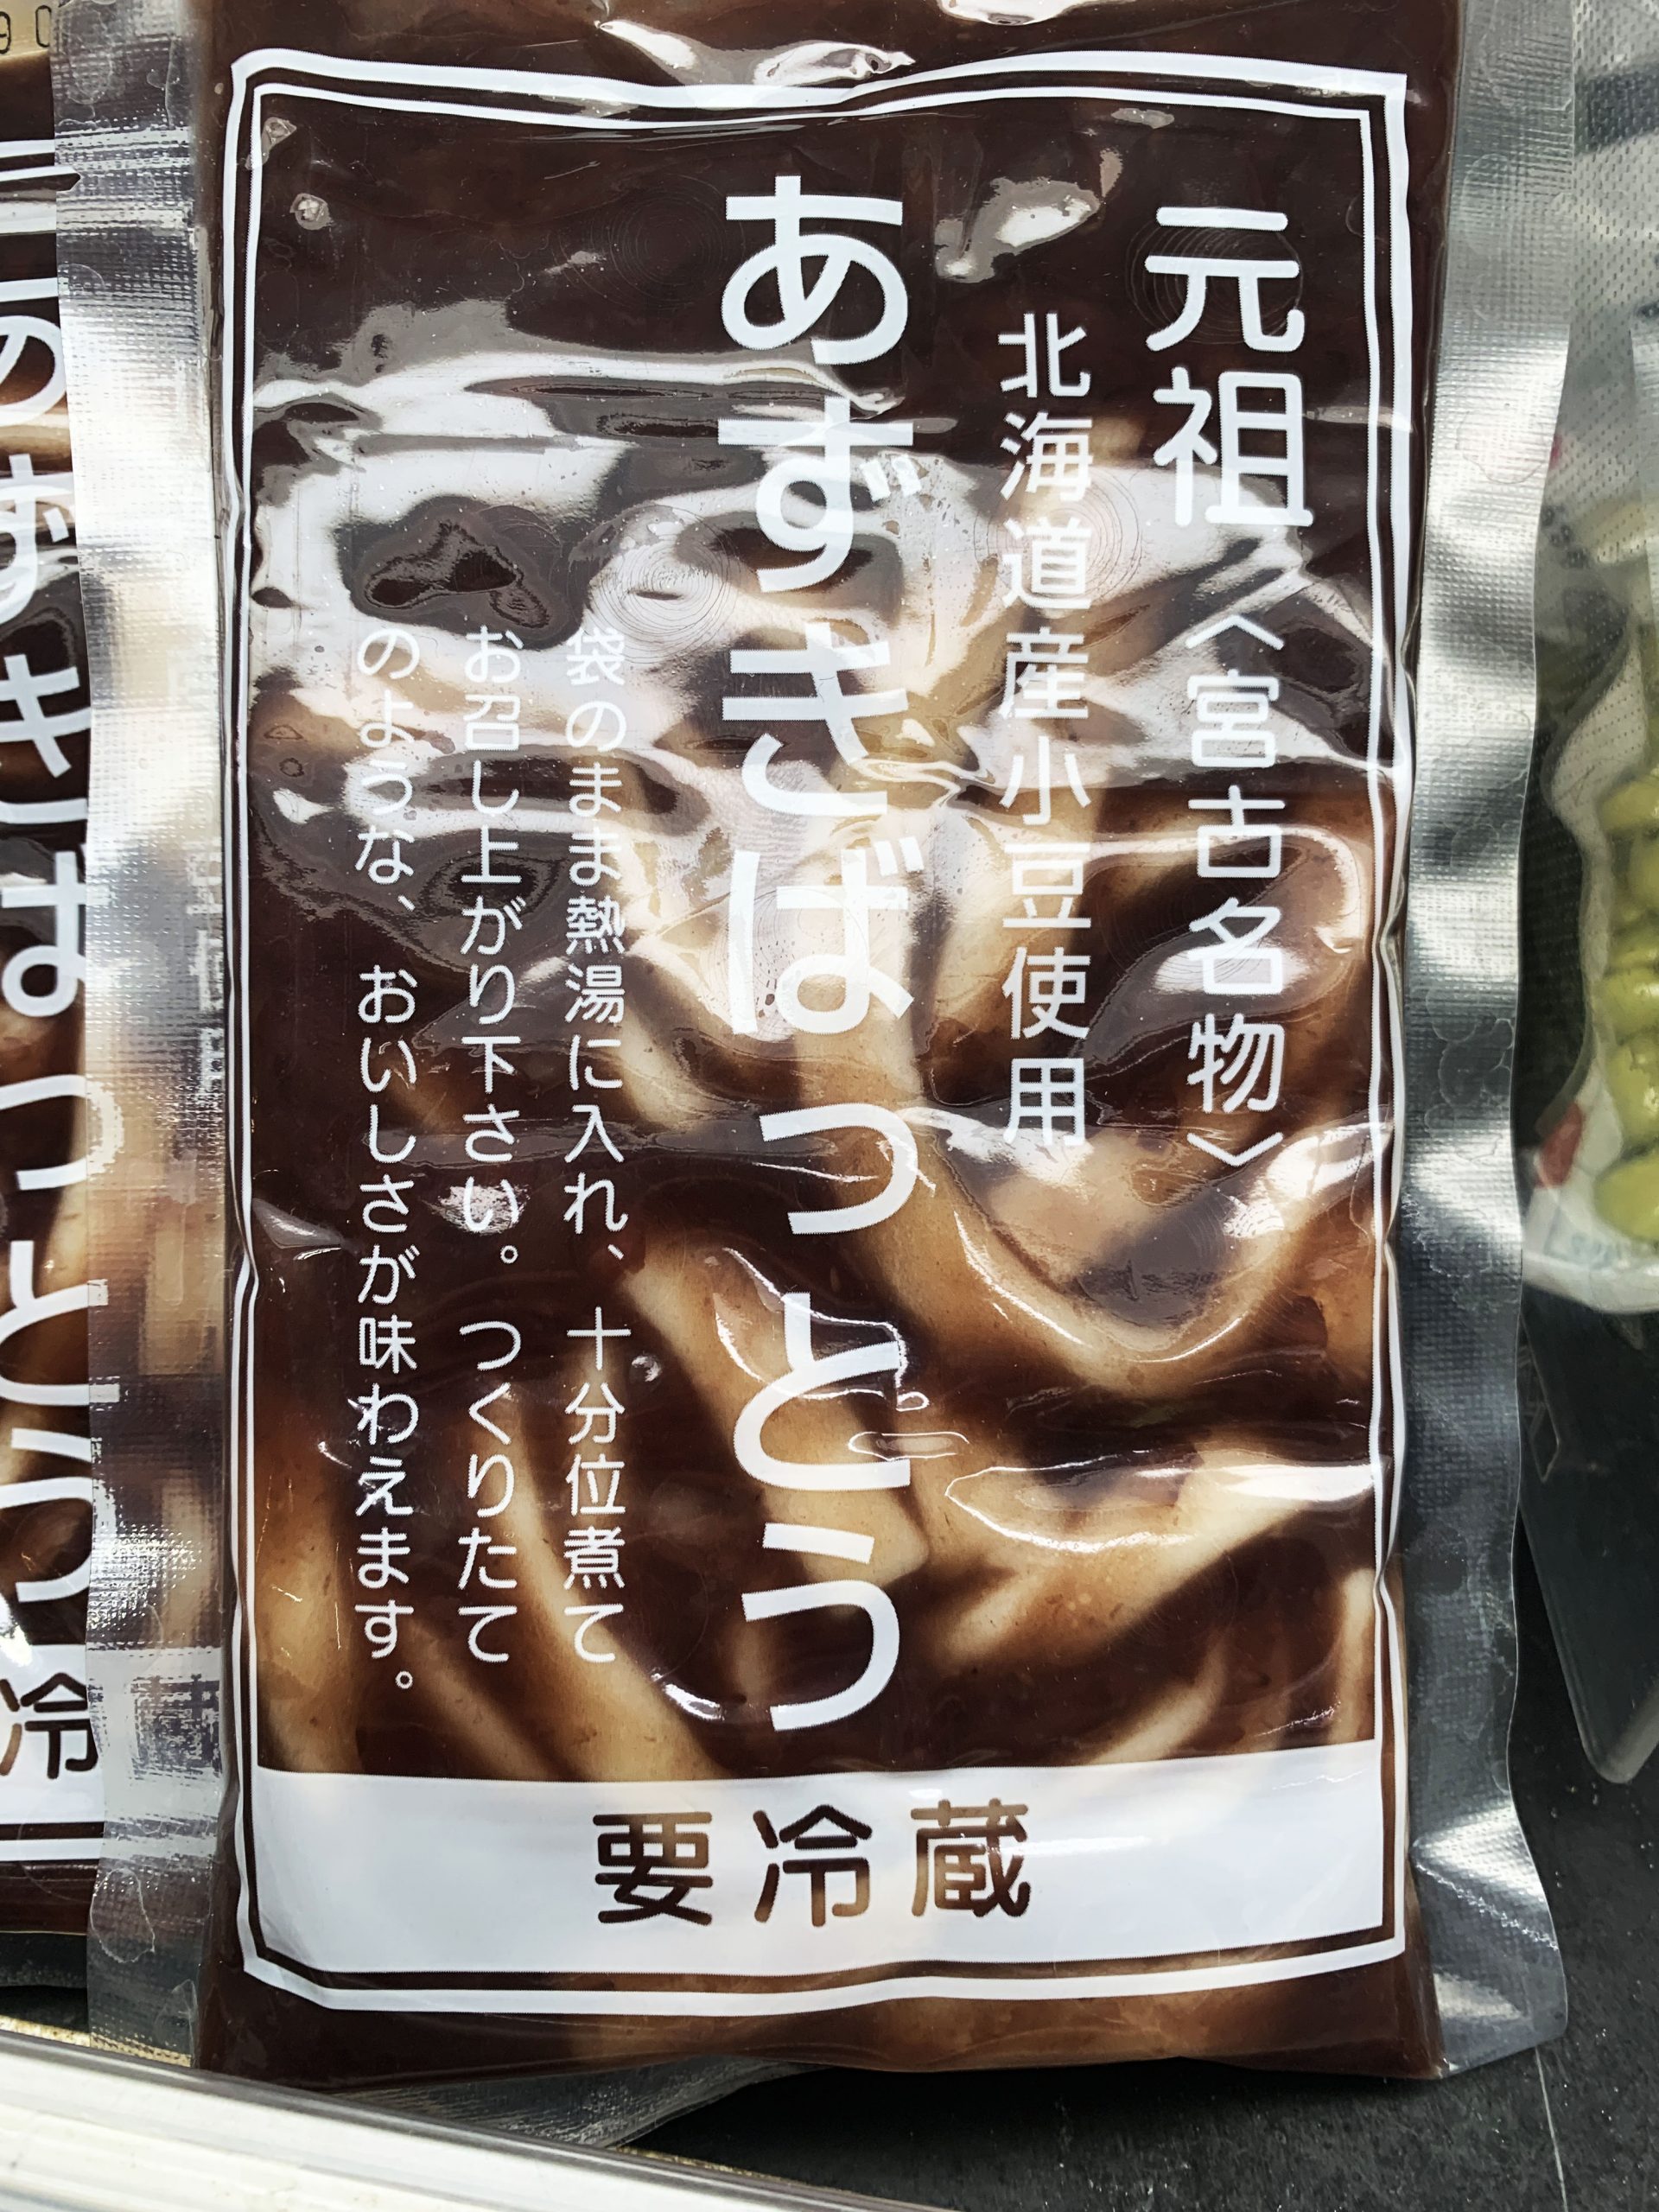 元祖〈宮古名物〉
北海道産小豆使用
あずきばっとう
袋のまま熱湯に入れ、十分位煮て
お召し上がり下さい。つくりたて
のような、おいしさが味わえます。
要冷蔵